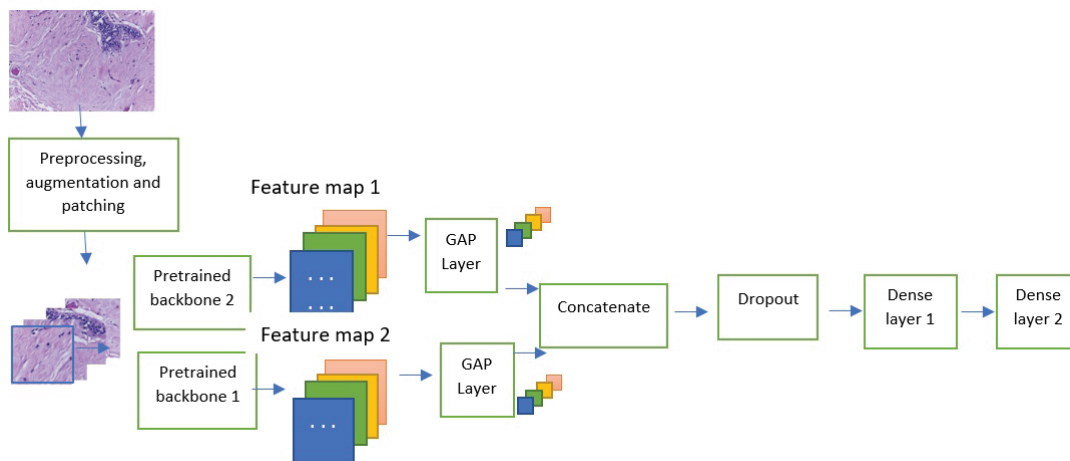 Preprocessing,
augmentation and
patching
Feature map 1
Pretrained
backbone 2
. . .
. . .
GAP
Layer
Concatenate
Dropout
Dense
layer 1
Dense
layer 2
Feature map 2
Pretrained
backbone 1
. . .
GAP
Layer